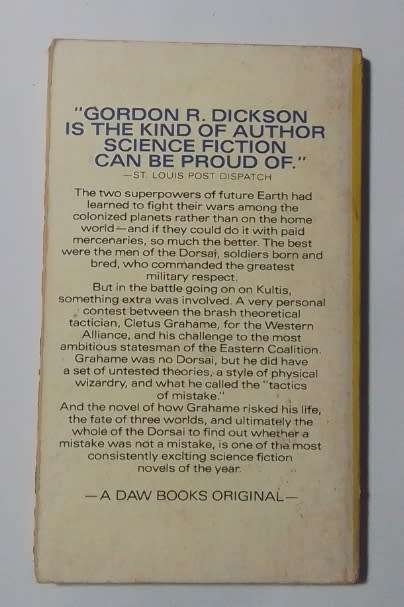 "GORDON R. DICKSON
IS THE KIND OF AUTHOR
SCIENCE FICTION
CAN BE PROUD OF."
—ST. LOUIS POST DISPATCH
The two superpowers of future Earth had
learned to fight their wars among the
colonized planets rather than on the home
world—and if they could do it with paid
mercenaries, so much the better. The best
were the men of the Dorsai, soldiers born and
bred, who commanded the greatest
military respect.
But in the battle going on on Kultis,
something extra was involved. A very personal
contest between the brash theoretical
tactician, Cletus Grahame, for the Western
Alliance, and his challenge to the most
ambitious statesman of the Eastern Coalition.
Grahame was no Dorsai, but he did have
a set of untested theories, a style of physical
wizardry, and what he called the "tactics
of mistake."
And the novel of how Grahame risked his life,
the fate of three worlds, and ultimately the
whole of the Dorsai to find out whether a
mistake was not a mistake, is one of the most
consistently exciting science fiction
novels of the year.
—A DAW BOOKS ORIGINAL—